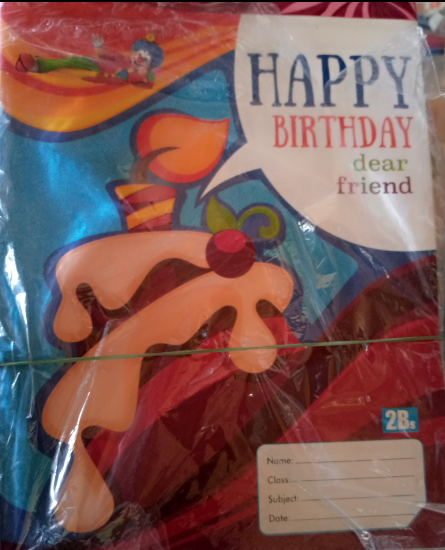 HAPPY
BIRTHDAY
dear
friend
2Bs
Name:
Class:
Subject:
Date: